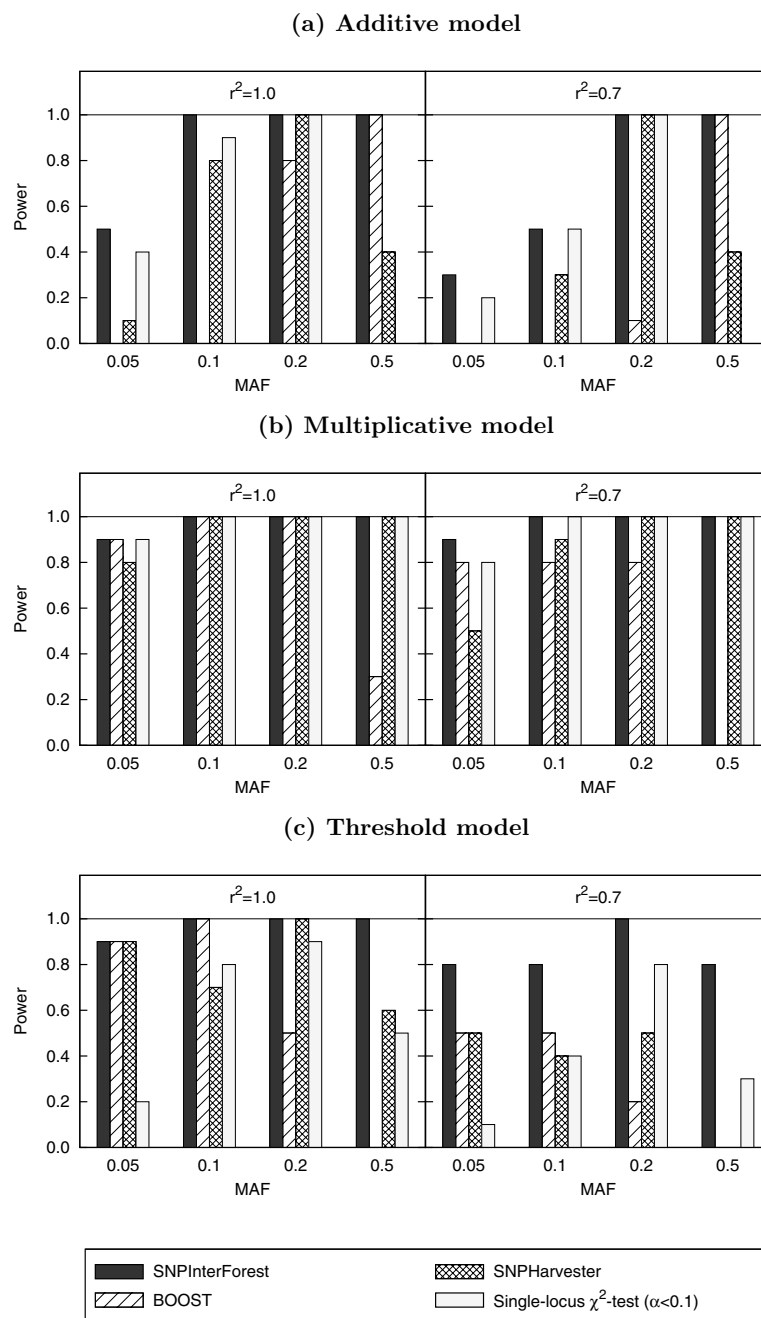 (a) Additive model
r²=1.0 r²=0.7
1.0
0.8
0.6
0.4
0.2
0.0
Power
0.05 0.1 0.2 0.5 0.05 0.1 0.2 0.5
MAF MAF
(b) Multiplicative model
r²=1.0 r²=0.7
1.0
0.8
0.6
0.4
0.2
0.0
Power
0.05 0.1 0.2 0.5 0.05 0.1 0.2 0.5
MAF MAF
(c) Threshold model
r²=1.0 r²=0.7
1.0
0.8
0.6
0.4
0.2
0.0
Power
0.05 0.1 0.2 0.5 0.05 0.1 0.2 0.5
MAF MAF
SNPInterForest SNPHarvester
BOOST Single-locus χ²-test (α<0.1)